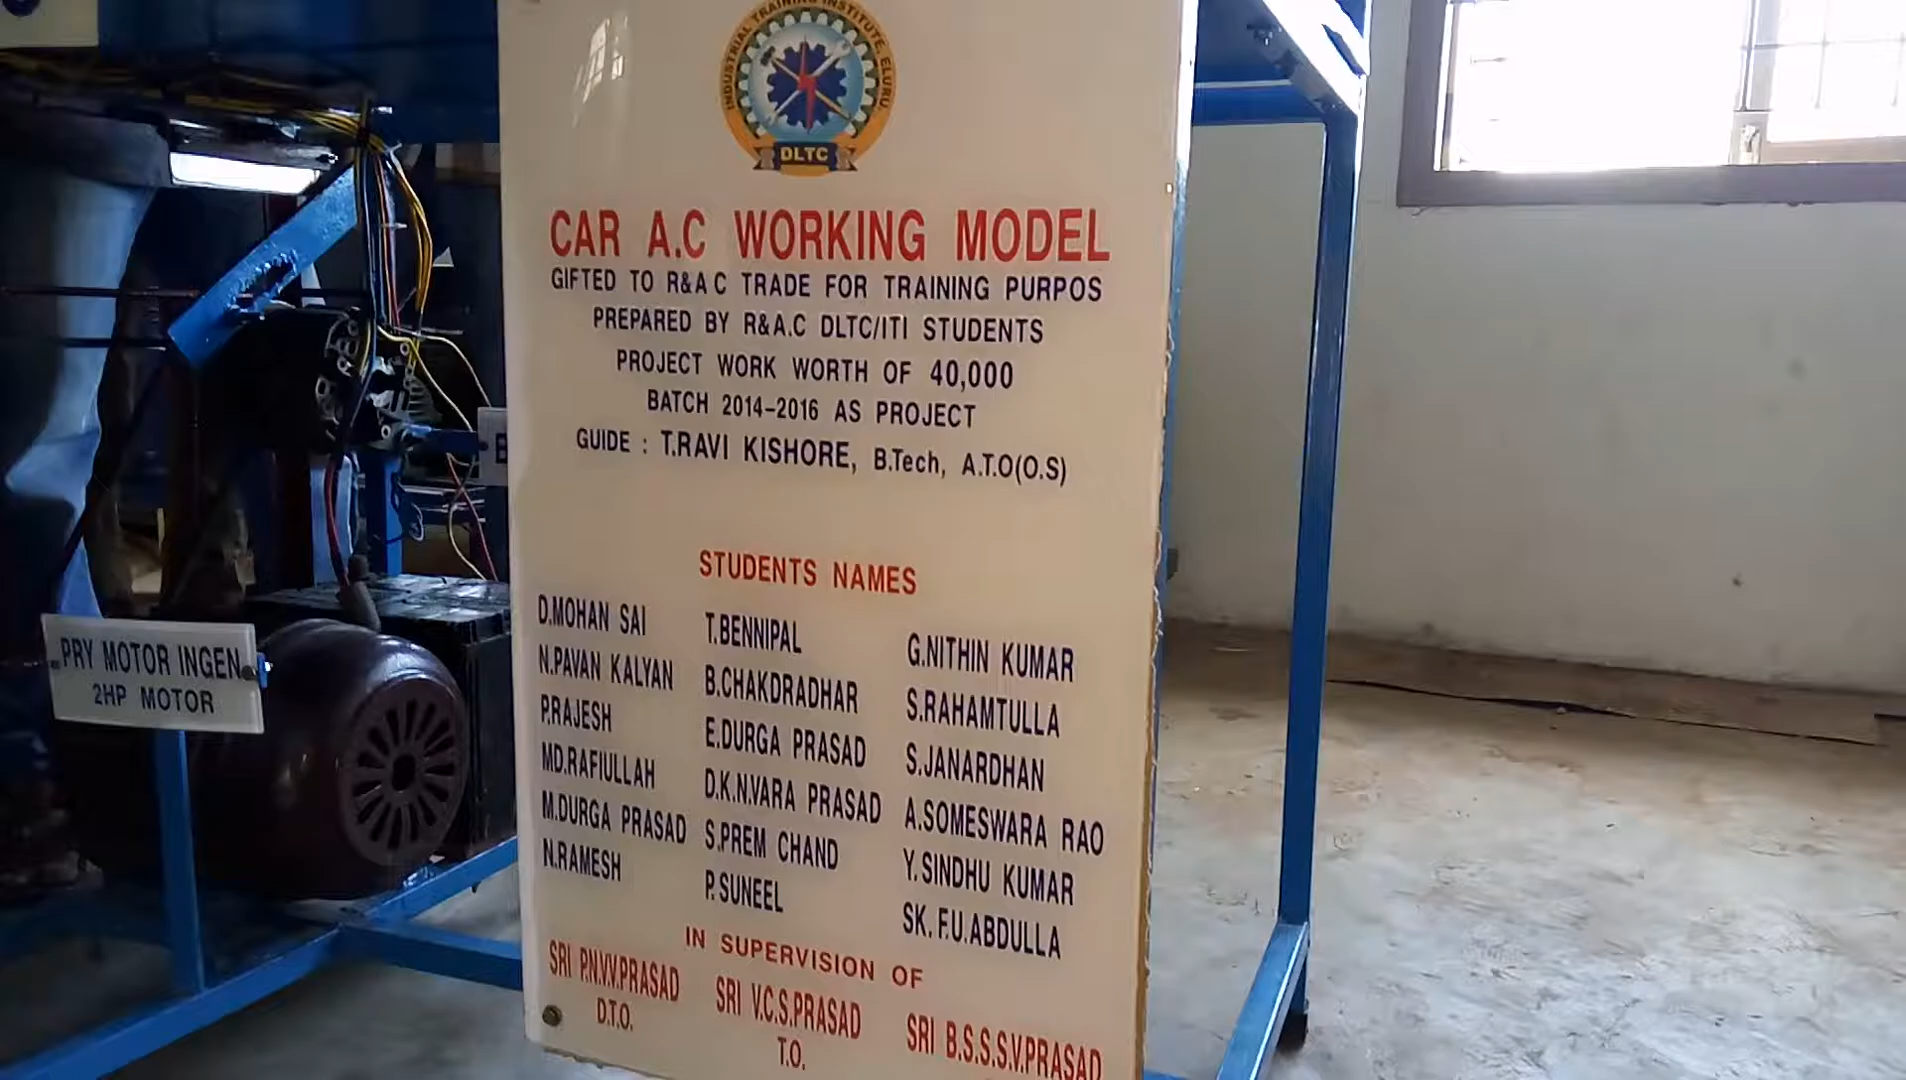 INDUSTRIAL TRAINING INSTITUTE, ELURU.
DLTC
CAR A.C WORKING MODEL
GIFTED TO R&A C TRADE FOR TRAINING PURPOS
PREPARED BY R&A.C DLTC/ITI STUDENTS
PROJECT WORK WORTH OF 40,000
BATCH 2014-2016 AS PROJECT
GUIDE : T.RAVI KISHORE, B.Tech, A.T.O(O.S)
STUDENTS NAMES
D.MOHAN SAI
N.PAVAN KALYAN
P.RAJESH
MD.RAFIULLAH
M.DURGA PRASAD
N.RAMESH
T.BENNIPAL
B.CHAKDRADHAR
E.DURGA PRASAD
D.K.N.VARA PRASAD
S.PREM CHAND
P.SUNEEL
G.NITHIN KUMAR
S.RAHAMTULLA
S.JANARDHAN
A.SOMESWARA RAO
Y.SINDHU KUMAR
SK. F.U.ABDULLA
IN SUPERVISION OF
SRI P.N.V.V.PRASAD
D.T.O.
SRI V.C.S.PRASAD
T.O.
SRI B.S.S.S.V.PRASAD
PRY MOTOR INGEN
2HP MOTOR